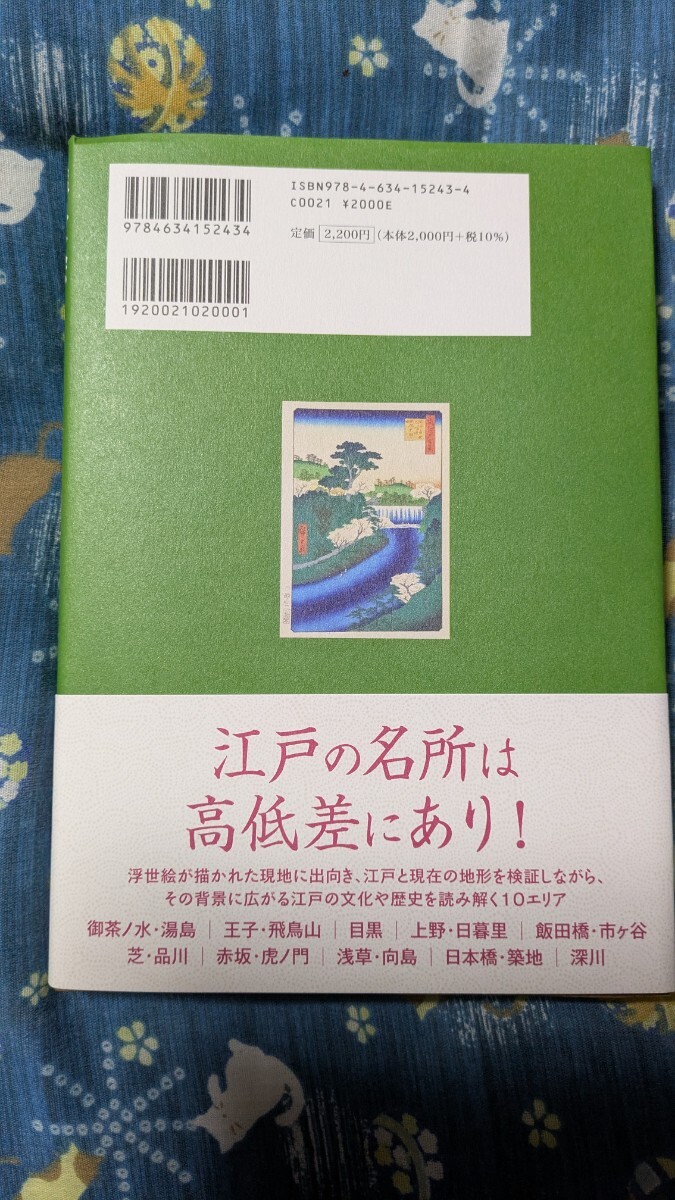 ISBN978-4-634-15243-4
C0021 ¥2000E
9784634152434
定価 2,200円 (本体2,000円+税10%)
1920021020001
江戸の名所は
高低差にあり!
浮世絵が描かれた現地に出向き、江戸と現在の地形を検証しながら、
その背景に広がる江戸の文化や歴史を読み解く10エリア
御茶ノ水・湯島|王子・飛鳥山|目黒|上野・日暮里|飯田橋・市ヶ谷
芝・品川|赤坂・虎ノ門|浅草・向島|日本橋・築地|深川